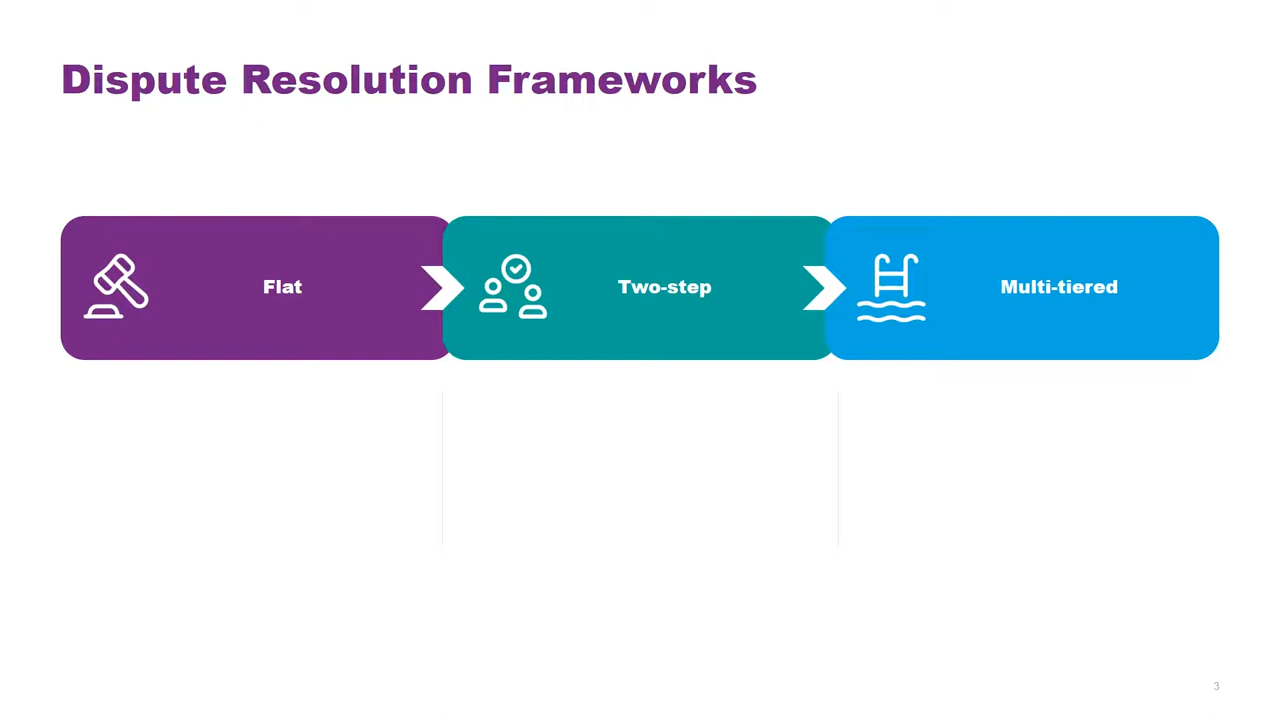 Dispute Resolution Frameworks
Flat
Two-step
Multi-tiered
3